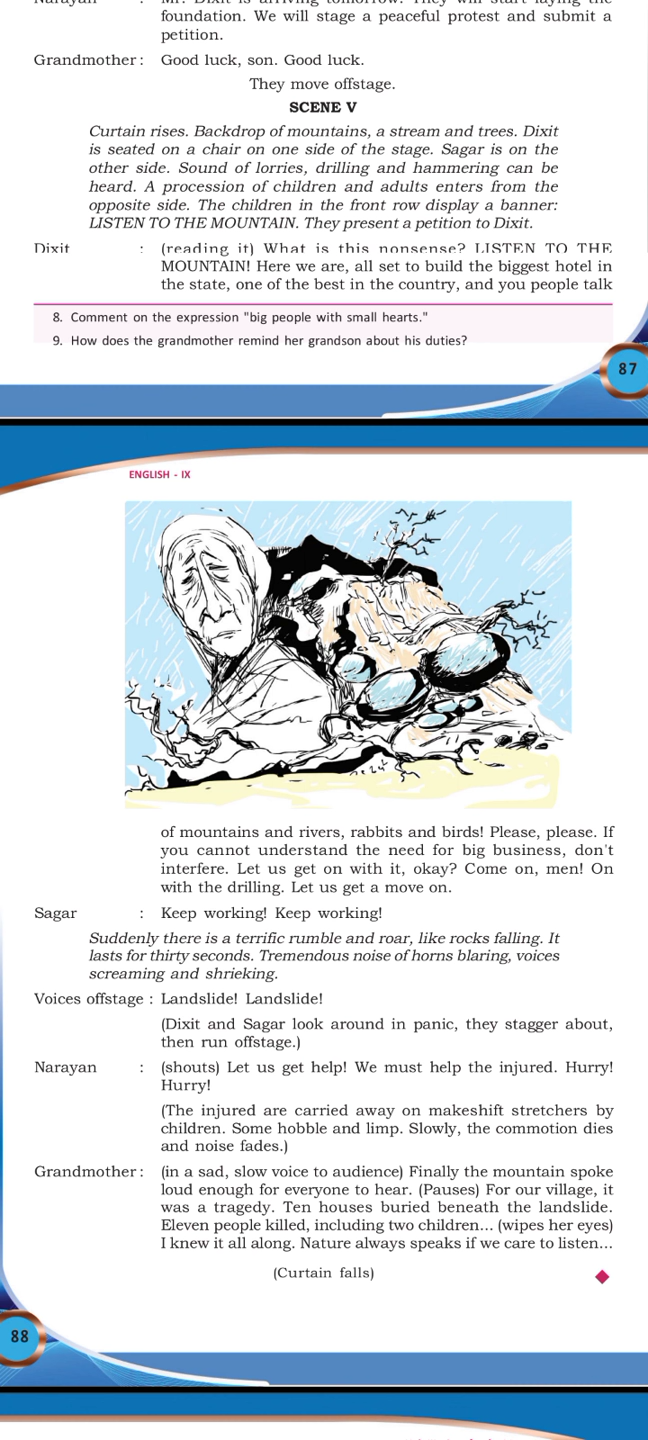 foundation. We will stage a peaceful protest and submit a
petition.
Grandmother : Good luck, son. Good luck.
They move offstage.
SCENE V
Curtain rises. Backdrop of mountains, a stream and trees. Dixit
is seated on a chair on one side of the stage. Sagar is on the
other side. Sound of lorries, drilling and hammering can be
heard. A procession of children and adults enters from the
opposite side. The children in the front row display a banner:
LISTEN TO THE MOUNTAIN. They present a petition to Dixit.
Dixit : (reading it) What is this nonsense? LISTEN TO THE
MOUNTAIN! Here we are, all set to build the biggest hotel in
the state, one of the best in the country, and you people talk
8. Comment on the expression "big people with small hearts."
9. How does the grandmother remind her grandson about his duties?
87
ENGLISH - IX
of mountains and rivers, rabbits and birds! Please, please. If
you cannot understand the need for big business, don't
interfere. Let us get on with it, okay? Come on, men! On
with the drilling. Let us get a move on.
Sagar : Keep working! Keep working!
Suddenly there is a terrific rumble and roar, like rocks falling. It
lasts for thirty seconds. Tremendous noise of horns blaring, voices
screaming and shrieking.
Voices offstage : Landslide! Landslide!
(Dixit and Sagar look around in panic, they stagger about,
then run offstage.)
Narayan : (shouts) Let us get help! We must help the injured. Hurry!
Hurry!
(The injured are carried away on makeshift stretchers by
children. Some hobble and limp. Slowly, the commotion dies
and noise fades.)
Grandmother : (in a sad, slow voice to audience) Finally the mountain spoke
loud enough for everyone to hear. (Pauses) For our village, it
was a tragedy. Ten houses buried beneath the landslide.
Eleven people killed, including two children... (wipes her eyes)
I knew it all along. Nature always speaks if we care to listen...
(Curtain falls)
88